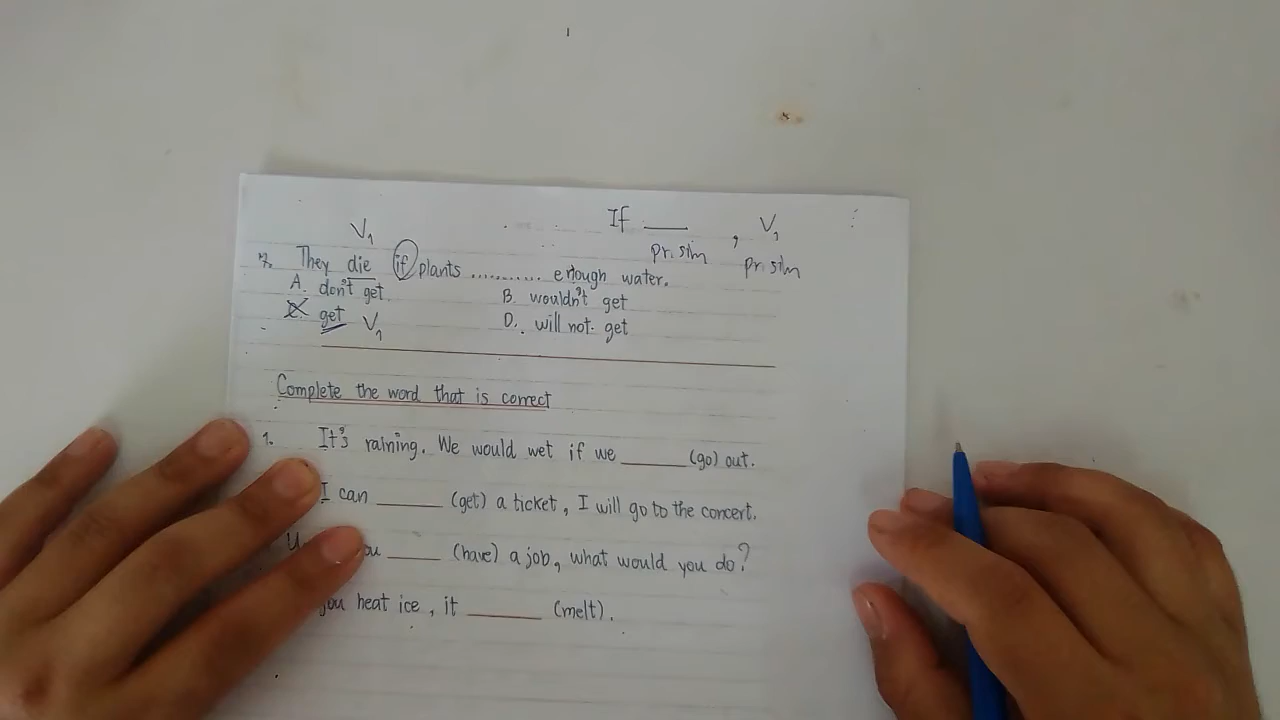 If ___ , V1
pr. sim pr. sim
V1
7. They die if plants ........... enough water.
A. don't get B. wouldn't get
get V1 D. will not get
Complete the word that is correct
1. It's raining. We would wet if we ______ (go) out.
I can ______ (get) a ticket, I will go to the concert.
ou ______ (have) a job, what would you do?
you heat ice, it ______ (melt).